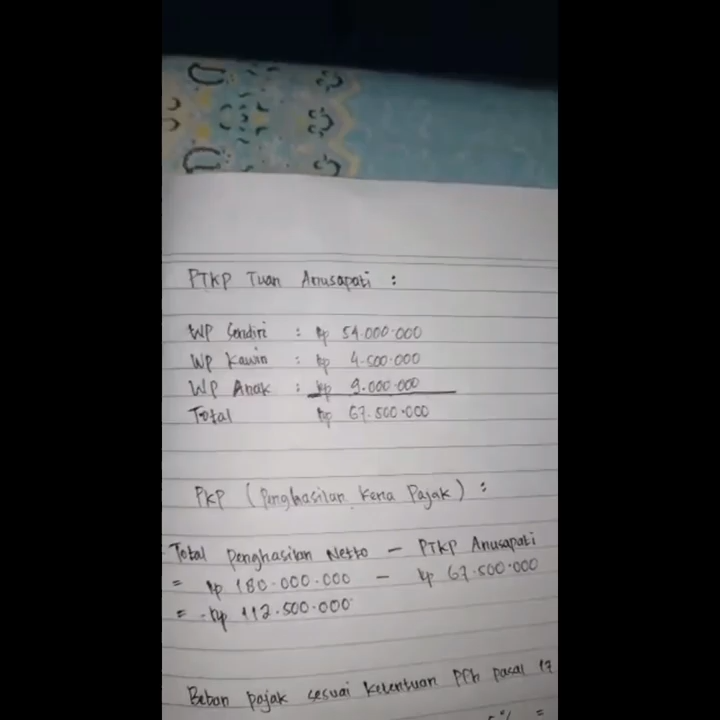 PTKP Tuan Anusapati :
WP Sendiri : Rp 54.000.000
WP Kawin : Rp 4.500.000
WP Anak : Rp 9.000.000
Total Rp 67.500.000
PKP (Penghasilan Kena Pajak) :
Total Penghasilan Netto - PTKP Anusapati
= Rp 180.000.000 - Rp 67.500.000
= Rp 112.500.000
Beban pajak sesuai ketentuan PPh pasal 17